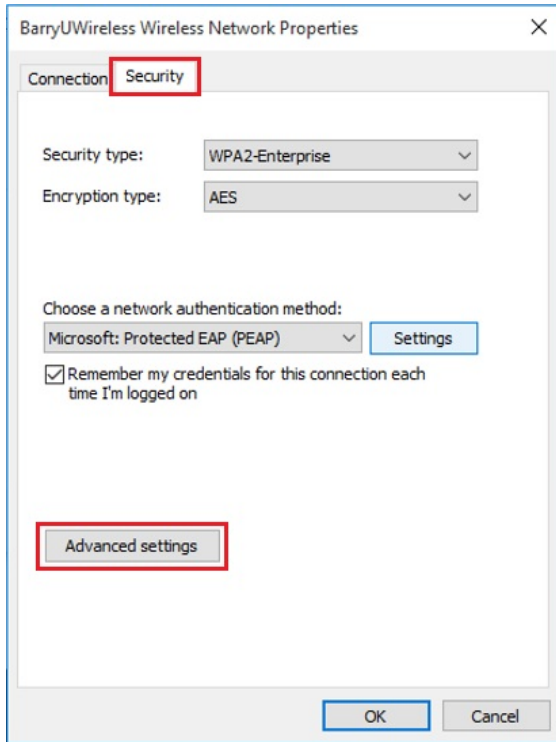 BarryUWireless Wireless Network Properties
Connection Security
Security type: WPA2-Enterprise
Encryption type: AES
Choose a network authentication method:
Microsoft: Protected EAP (PEAP) Settings
Remember my credentials for this connection each
time I'm logged on
Advanced settings
OK Cancel